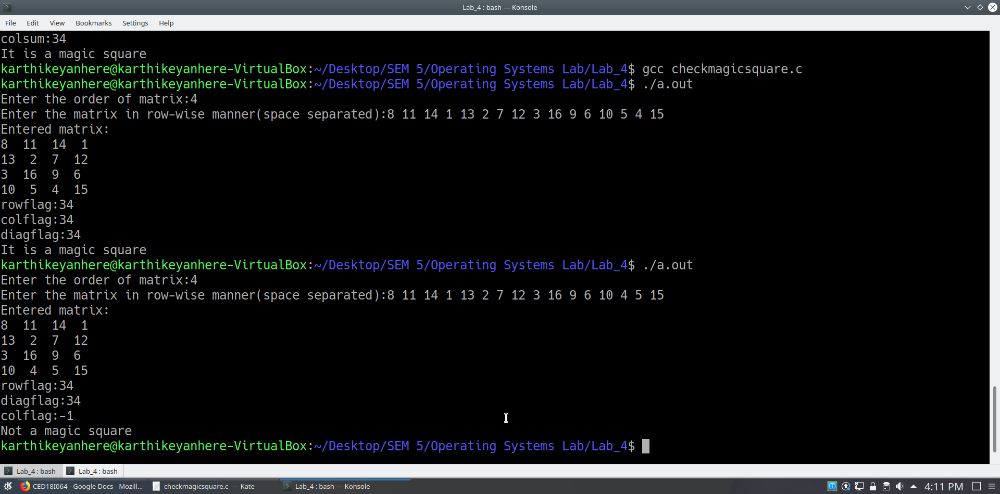 Lab_4 : bash — Konsole
File Edit View Bookmarks Settings Help
colsum:34
It is a magic square
karthikeyanhere@karthikeyanhere-VirtualBox:~/Desktop/SEM 5/Operating Systems Lab/Lab_4$ gcc checkmagicsquare.c
karthikeyanhere@karthikeyanhere-VirtualBox:~/Desktop/SEM 5/Operating Systems Lab/Lab_4$ ./a.out
Enter the order of matrix:4
Enter the matrix in row-wise manner(space separated):8 11 14 1 13 2 7 12 3 16 9 6 10 5 4 15
Entered matrix:
8  11  14  1
13  2  7  12
3  16  9  6
10  5  4  15
rowflag:34
colflag:34
diagflag:34
It is a magic square
karthikeyanhere@karthikeyanhere-VirtualBox:~/Desktop/SEM 5/Operating Systems Lab/Lab_4$ ./a.out
Enter the order of matrix:4
Enter the matrix in row-wise manner(space separated):8 11 14 1 13 2 7 12 3 16 9 6 10 4 5 15
Entered matrix:
8  11  14  1
13  2  7  12
3  16  9  6
10  4  5  15
rowflag:34
diagflag:34
colflag:-1
Not a magic square
karthikeyanhere@karthikeyanhere-VirtualBox:~/Desktop/SEM 5/Operating Systems Lab/Lab_4$
Lab_4 : bash Lab_4 : bash
CED18I064 - Google Docs - Mozill... checkmagicsquare.c — Kate Lab_4 : bash — Konsole 4:11 PM